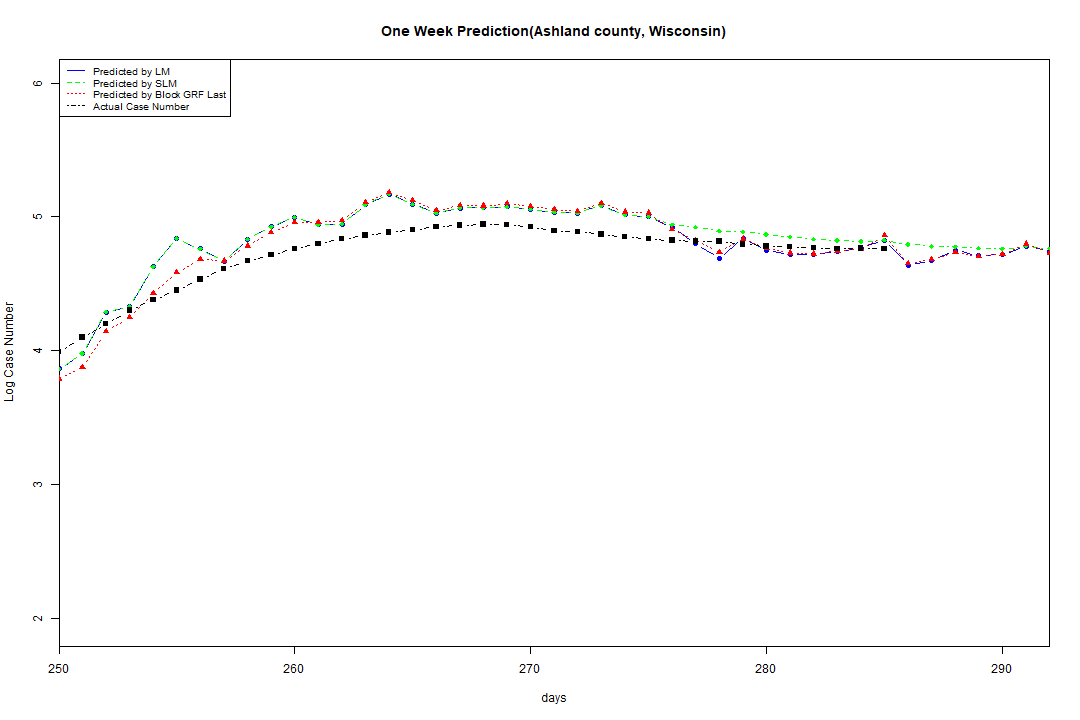 One Week Prediction(Ashland county, Wisconsin)
Predicted by LM
Predicted by SLM
Predicted by Block GRF Last
Actual Case Number
6
5
4
3
2
Log Case Number
250
260
270
280
290
days